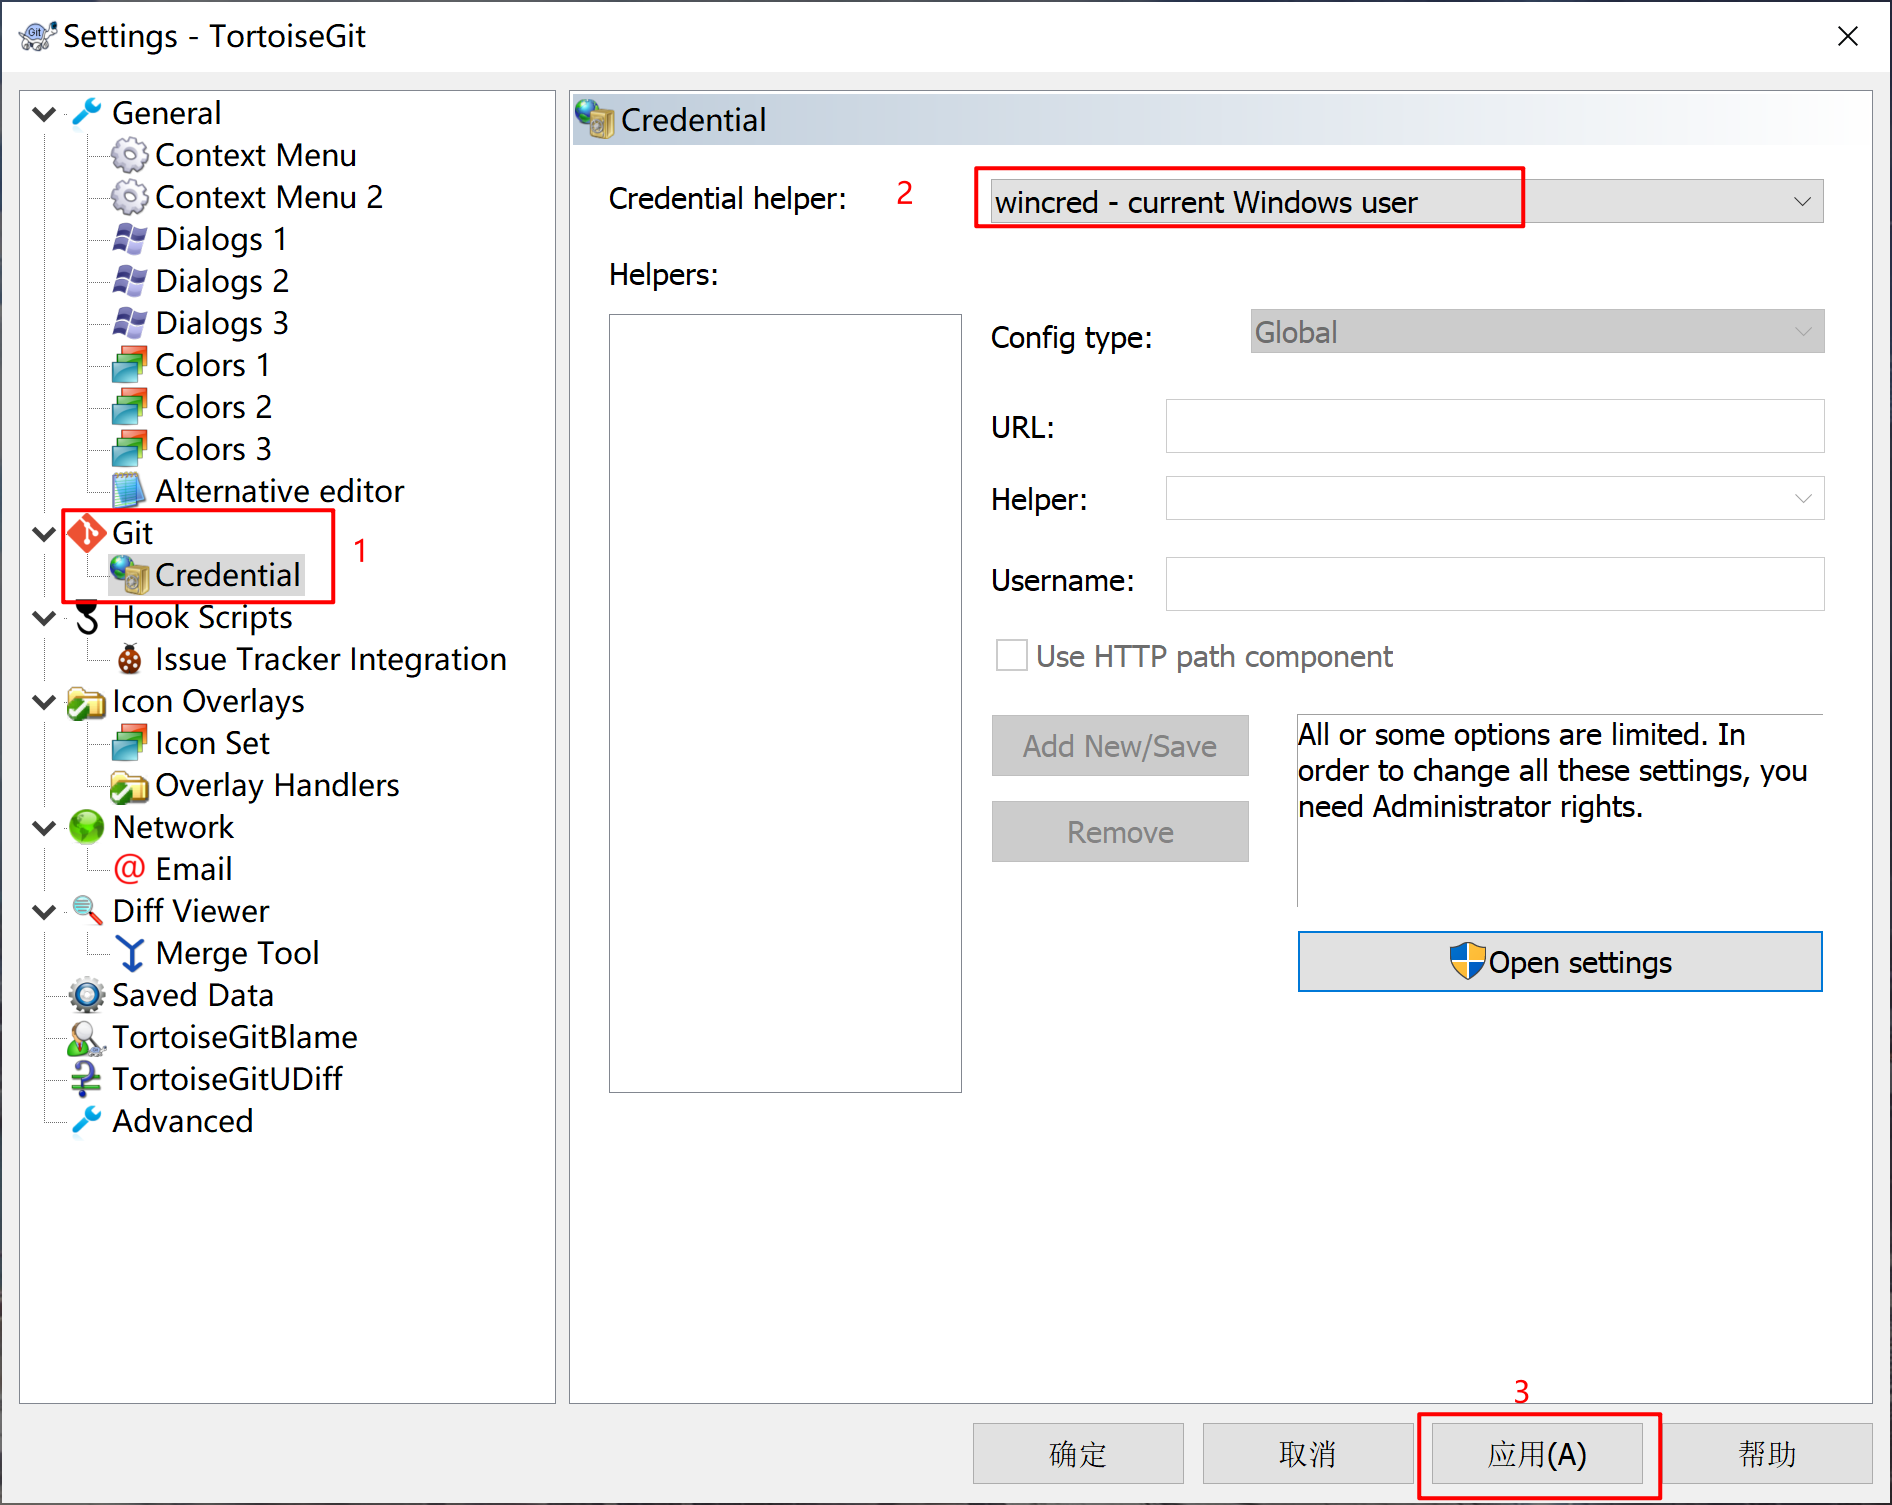 Settings - TortoiseGit
General
Context Menu
Context Menu 2
Dialogs 1
Dialogs 2
Dialogs 3
Colors 1
Colors 2
Colors 3
Alternative editor
Git
Credential
1
Hook Scripts
Issue Tracker Integration
Icon Overlays
Icon Set
Overlay Handlers
Network
@ Email
Diff Viewer
Merge Tool
Saved Data
TortoiseGitBlame
TortoiseGitUDiff
Advanced
Credential
Credential helper: 2 wincred - current Windows user
Helpers:
Config type: Global
URL:
Helper:
Username:
Use HTTP path component
Add New/Save
Remove
All or some options are limited. In
order to change all these settings, you
need Administrator rights.
Open settings
3
确定 取消 应用(A) 帮助